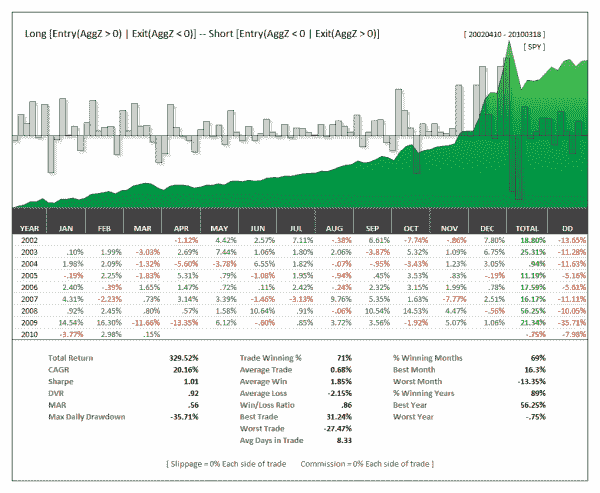 Long [Entry(AggZ > 0) | Exit(AggZ < 0)] -- Short [Entry(AggZ < 0 | Exit(AggZ > 0)]
[ 20020410 - 20100318 ]
[ SPY ]
YEAR JAN FEB MAR APR MAY JUN JUL AUG SEP OCT NOV DEC TOTAL DD
2002 -1.12% 4.42% 2.57% 7.11% -.38% 6.61% -7.74% -.86% 7.80% 18.80% -13.65%
2003 .10% 1.99% -3.03% 2.69% 7.44% 1.06% 1.80% 2.06% -3.87% 5.32% 1.09% 6.75% 25.31% -11.28%
2004 1.98% 2.09% -1.32% -5.60% -3.78% 6.55% 1.82% -.07% -3.43% -.95% 1.23% 3.05% .94% -11.63%
2005 -.19% 2.25% -1.83% 5.31% .79% -1.08% 1.95% -.94% .45% 3.53% .83% -.19% 11.19% -5.16%
2006 2.40% -.39% 1.65% 1.47% .72% .11% 2.42% -.24% 2.32% 3.15% 1.99% .78% 17.59% -5.61%
2007 4.31% -2.23% .73% 3.14% 3.39% -1.46% -3.13% 9.76% 5.35% 1.63% -7.77% 2.51% 16.17% -11.11%
2008 .92% 2.45% .80% .57% 1.58% 10.64% .91% -.06% 10.54% 14.53% 4.47% -.56% 56.25% -10.05%
2009 14.54% 16.30% -11.66% -13.35% 6.12% -.60% .85% 3.72% 3.56% -1.92% 5.07% 1.06% 21.34% -35.71%
2010 -3.77% 2.98% .15% -.75% -7.98%
Total Return 329.52% Trade Winning % 71% % Winning Months 69%
CAGR 20.16% Average Trade 0.68% Best Month 16.3%
Sharpe 1.01 Average Win 1.85% Worst Month -13.35%
DVR .92 Average Loss -2.15% % Winning Years 89%
MAR .56 Win/Loss Ratio .86 Best Year 56.25%
Max Daily Drawdown -35.71% Best Trade 31.24% Worst Year -.75%
Worst Trade -27.47%
Avg Days in Trade 8.33
[ Slippage = 0% Each side of trade Commission = 0% Each side of trade ]